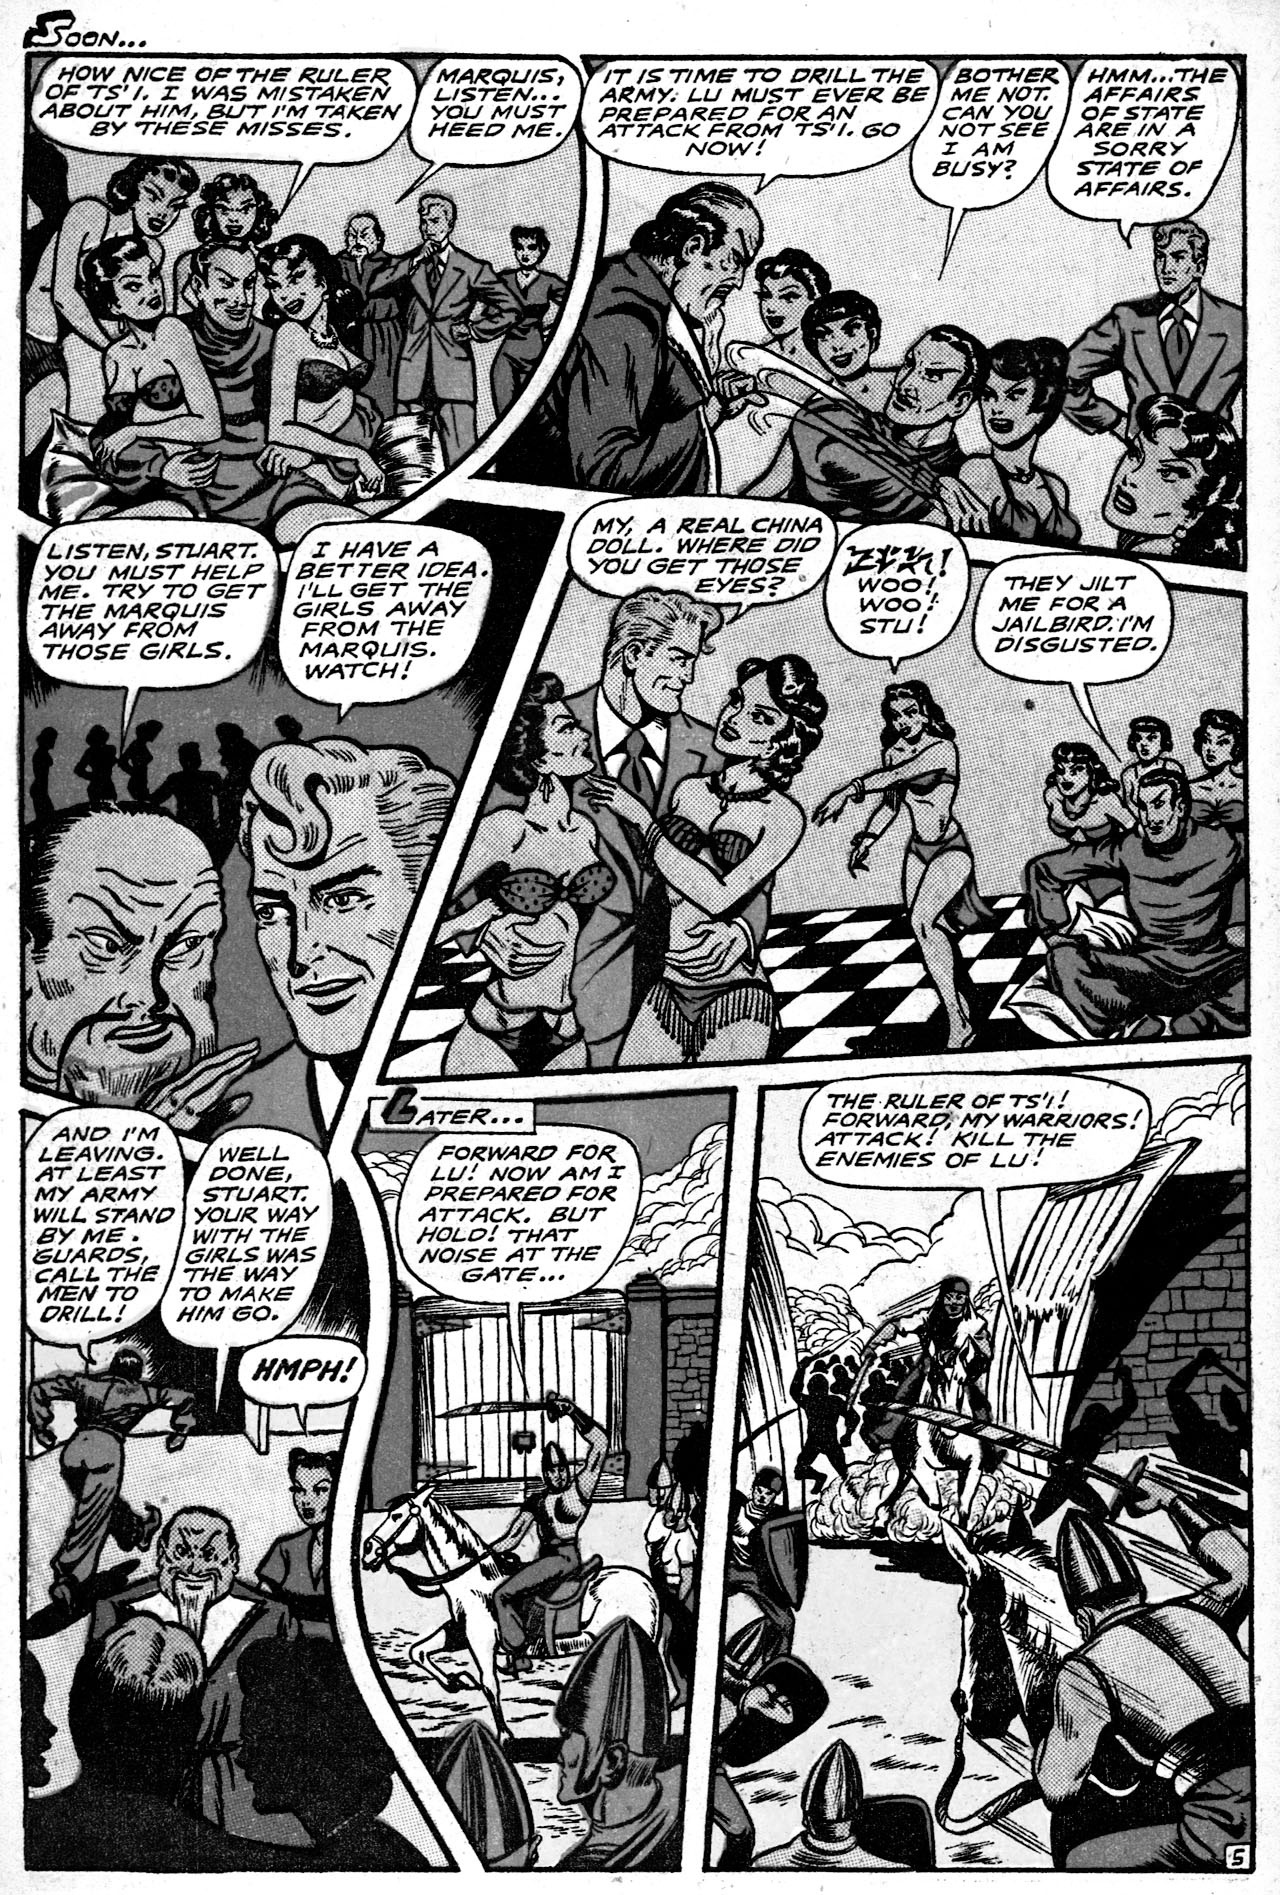 SOON...
HOW NICE OF THE RULER
OF TS'I. I WAS MISTAKEN
ABOUT HIM, BUT I'M TAKEN
BY THESE MISSES.
MARQUIS,
LISTEN...
YOU MUST
HEED ME.
IT IS TIME TO DRILL THE
ARMY. LU MUST EVER BE
PREPARED FOR AN
ATTACK FROM TS'I. GO
NOW!
BOTHER
ME NOT.
CAN YOU
NOT SEE
I AM
BUSY?
HMM...THE
AFFAIRS
OF STATE
ARE IN A
SORRY
STATE OF
AFFAIRS.
LISTEN, STUART.
YOU MUST HELP
ME. TRY TO GET
THE MARQUIS
AWAY FROM
THOSE GIRLS.
I HAVE A
BETTER IDEA.
I'LL GET THE
GIRLS AWAY
FROM THE
MARQUIS.
WATCH!
MY, A REAL CHINA
DOLL. WHERE DID
YOU GET THOSE
EYES?
WOO!
WOO!
STU!
THEY JILT
ME FOR A
JAILBIRD. I'M
DISGUSTED.
AND I'M
LEAVING.
AT LEAST
MY ARMY
WILL STAND
BY ME.
GUARDS,
CALL THE
MEN TO
DRILL!
WELL
DONE,
STUART.
YOUR WAY
WITH THE
GIRLS WAS
THE WAY
TO MAKE
HIM GO.
HMPH!
LATER...
FORWARD FOR
LU! NOW AM I
PREPARED FOR
ATTACK. BUT
HOLD! THAT
NOISE AT THE
GATE...
THE RULER OF TS'I!
FORWARD, MY WARRIORS!
ATTACK! KILL THE
ENEMIES OF LU!
5